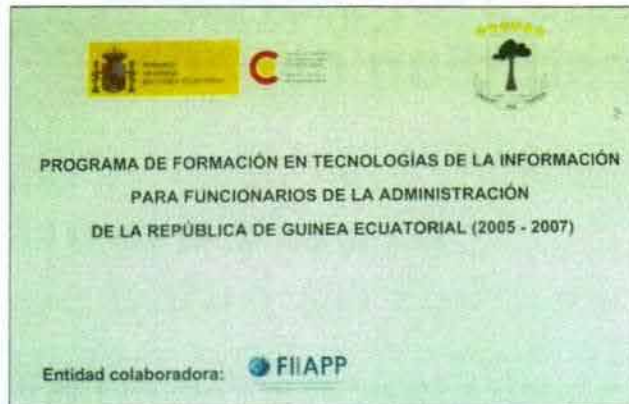 PROGRAMA DE FORMACIÓN EN TECNOLOGÍAS DE LA INFORMACIÓN
PARA FUNCIONARIOS DE LA ADMINISTRACIÓN
DE LA REPÚBLICA DE GUINEA ECUATORIAL (2005 - 2007)
Entidad colaboradora:
FIIAPP